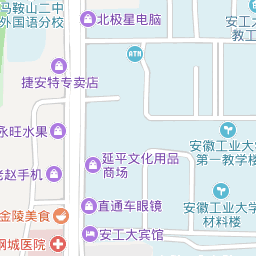 马鞍山二中
外国语分校
北极星电脑
安工大
教工
ATM
捷安特专卖店
永旺水果
安徽工业大学
第一教学楼
延平文化用品
商场
老赵手机
安徽工业大学
材料楼
直通车眼镜
金陵美食
安工大宾馆
钢城医院